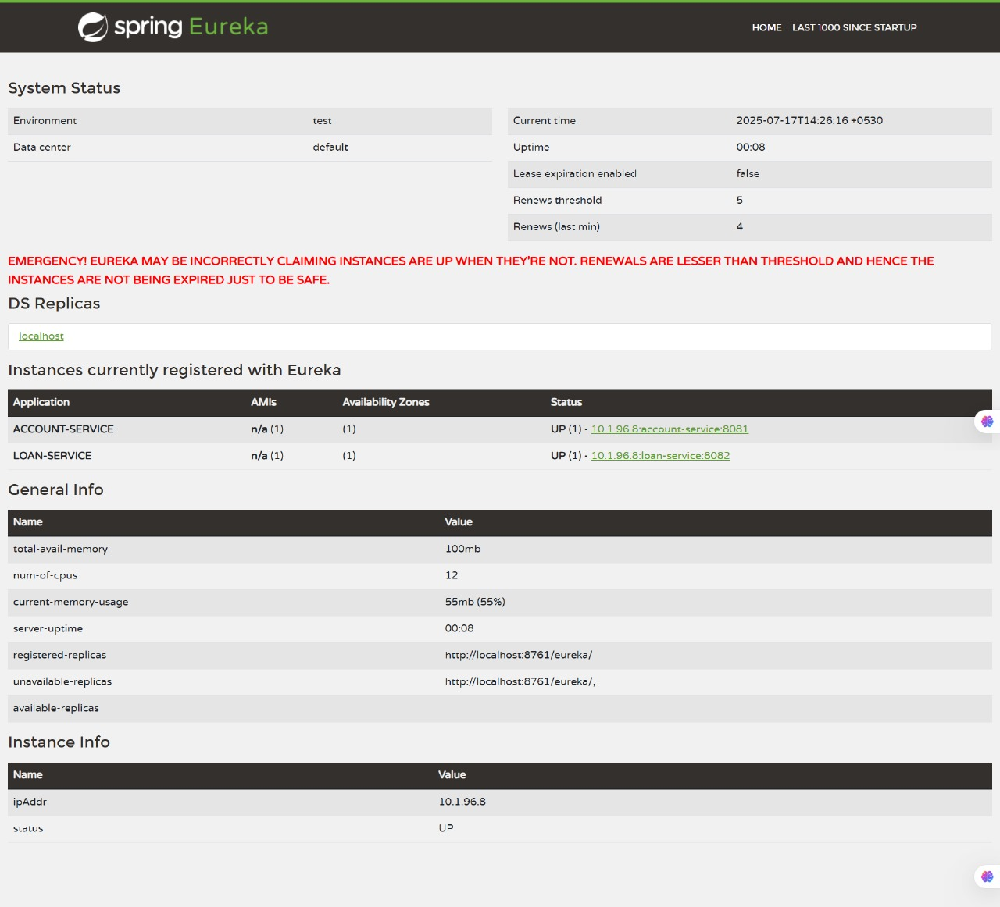 spring Eureka
HOME LAST 1000 SINCE STARTUP
System Status
Environment test
Data center default
Current time 2025-07-17T14:26:16 +0530
Uptime 00:08
Lease expiration enabled false
Renews threshold 5
Renews (last min) 4
EMERGENCY! EUREKA MAY BE INCORRECTLY CLAIMING INSTANCES ARE UP WHEN THEY'RE NOT. RENEWALS ARE LESSER THAN THRESHOLD AND HENCE THE
INSTANCES ARE NOT BEING EXPIRED JUST TO BE SAFE.
DS Replicas
localhost
Instances currently registered with Eureka
Application AMIs Availability Zones Status
ACCOUNT-SERVICE n/a (1) (1) UP (1) - 10.1.96.8:account-service:8081
LOAN-SERVICE n/a (1) (1) UP (1) - 10.1.96.8:loan-service:8082
General Info
Name Value
total-avail-memory 100mb
num-of-cpus 12
current-memory-usage 55mb (55%)
server-uptime 00:08
registered-replicas http://localhost:8761/eureka/
unavailable-replicas http://localhost:8761/eureka/,
available-replicas
Instance Info
Name Value
ipAddr 10.1.96.8
status UP